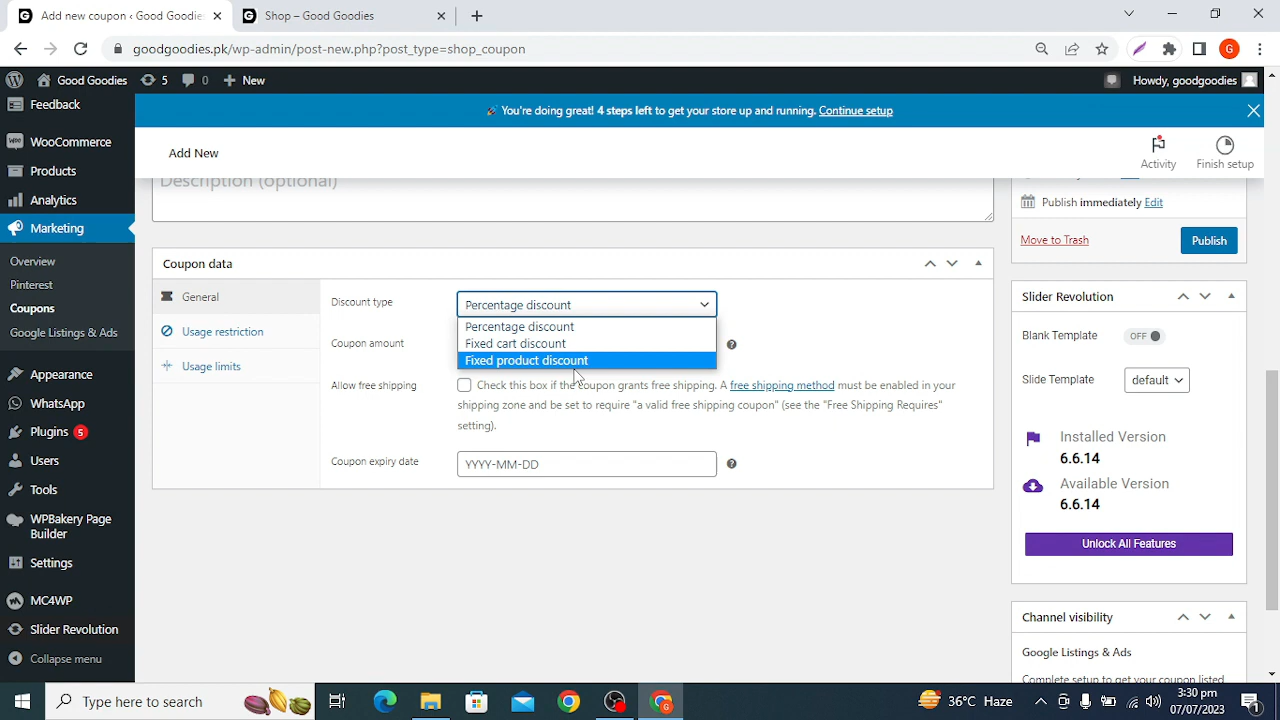 Add new coupon ‹ Good Goodies
Shop – Good Goodies
goodgoodies.pk/wp-admin/post-new.php?post_type=shop_coupon
G
Good Goodies
5
0
New
Howdy, goodgoodies
Feedback
WooCommerce
Products
Analytics
Marketing
Overview
Pinterest
Coupons
Google Listings & Ads
Appearance
WhatsApp
Plugins 5
Users
Tools
WPBakery Page
Builder
Settings
MC4WP
Slider Revolution
Collapse menu
You're doing great! 4 steps left to get your store up and running. Continue setup
Add New
Activity
Finish setup
Description (optional)
Coupon data
General
Usage restriction
Usage limits
Discount type
Percentage discount
Percentage discount
Fixed cart discount
Fixed product discount
Coupon amount
Allow free shipping
Check this box if the coupon grants free shipping. A free shipping method must be enabled in your
shipping zone and be set to require "a valid free shipping coupon" (see the "Free Shipping Requires"
setting).
Coupon expiry date
YYYY-MM-DD
Publish immediately Edit
Move to Trash
Publish
Slider Revolution
Blank Template
OFF
Slide Template
default
Installed Version
6.6.14
Available Version
6.6.14
Unlock All Features
Channel visibility
Google Listings & Ads
Complete setup to get your coupon listed
Type here to search
36°C Haze
3:30 pm
07/07/2023
1